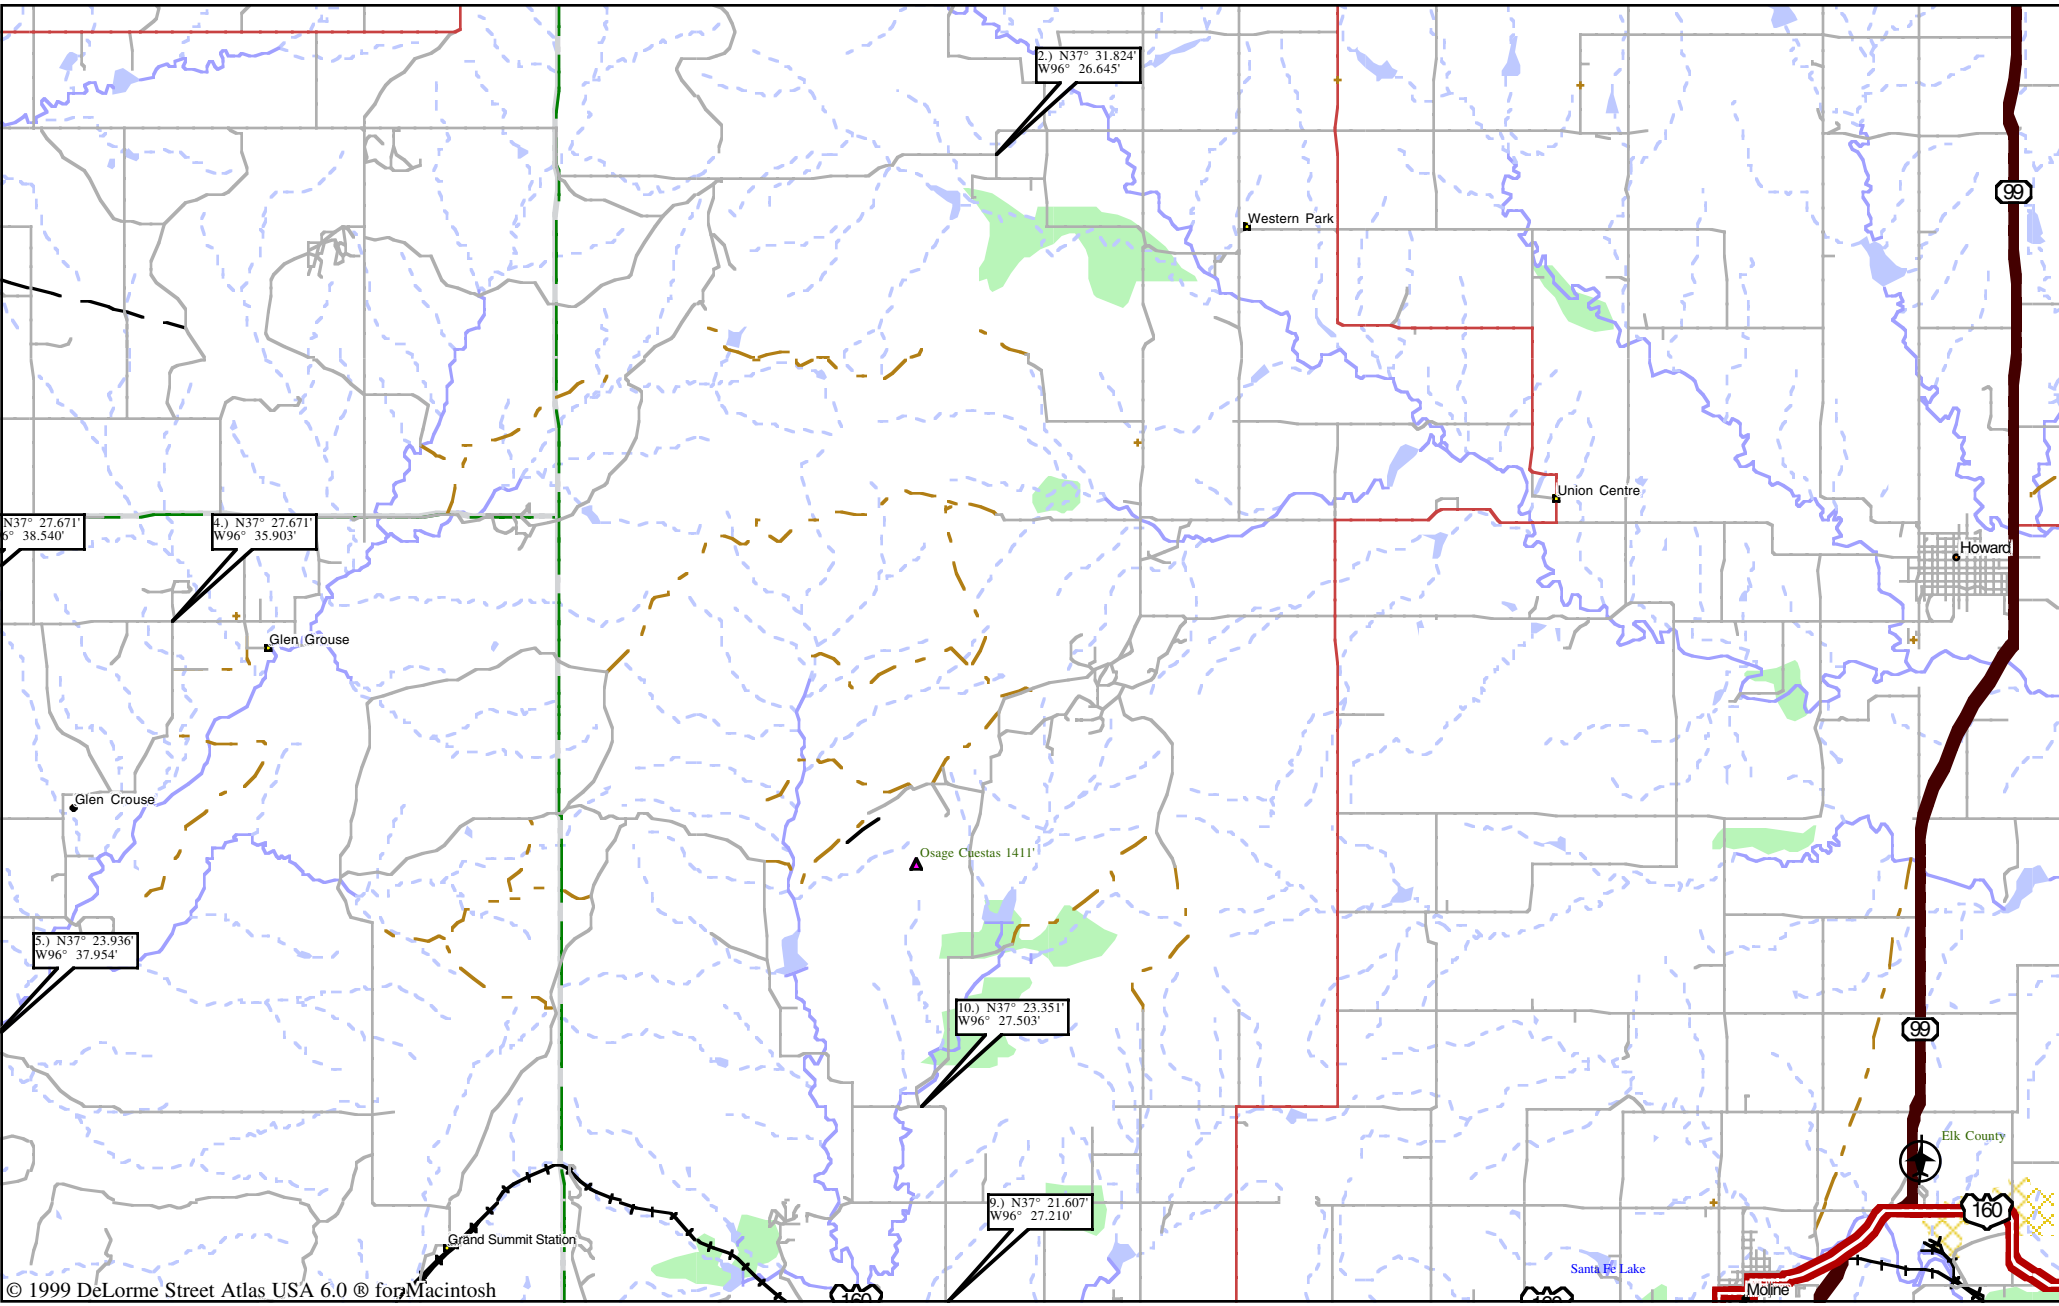 2.) N37° 31.824'
W96° 26.645'
99
Western Park
Union Centre
N37° 27.671'
6° 38.540'
4.) N37° 27.671'
W96° 35.903'
Howard
Glen Grouse
Glen Crouse
Osage Cuestas 1411'
5.) N37° 23.936'
W96° 37.954'
10.) N37° 23.351'
W96° 27.503'
99
Elk County
9.) N37° 21.607'
W96° 27.210'
160
Grand Summit Station
Santa Fe Lake
Moline
© 1999 DeLorme Street Atlas USA 6.0 ® for Macintosh
160
160